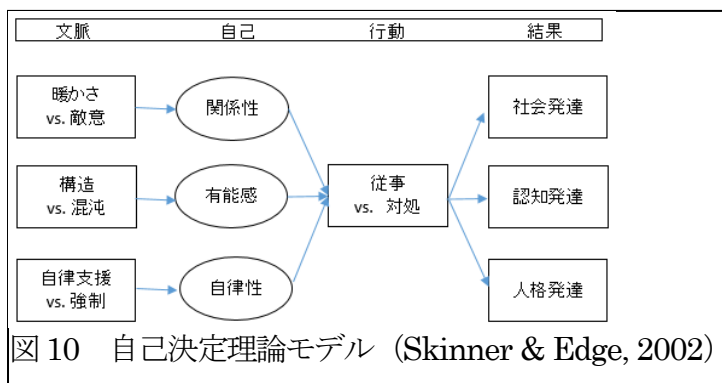 文脈 自己 行動 結果
暖かさ
vs. 敵意
関係性
社会発達
構造
vs. 混沌
有能感
従事
vs. 対処
認知発達
自律支援
vs. 強制
自律性
人格発達
図 10 自己決定理論モデル（Skinner & Edge, 2002）